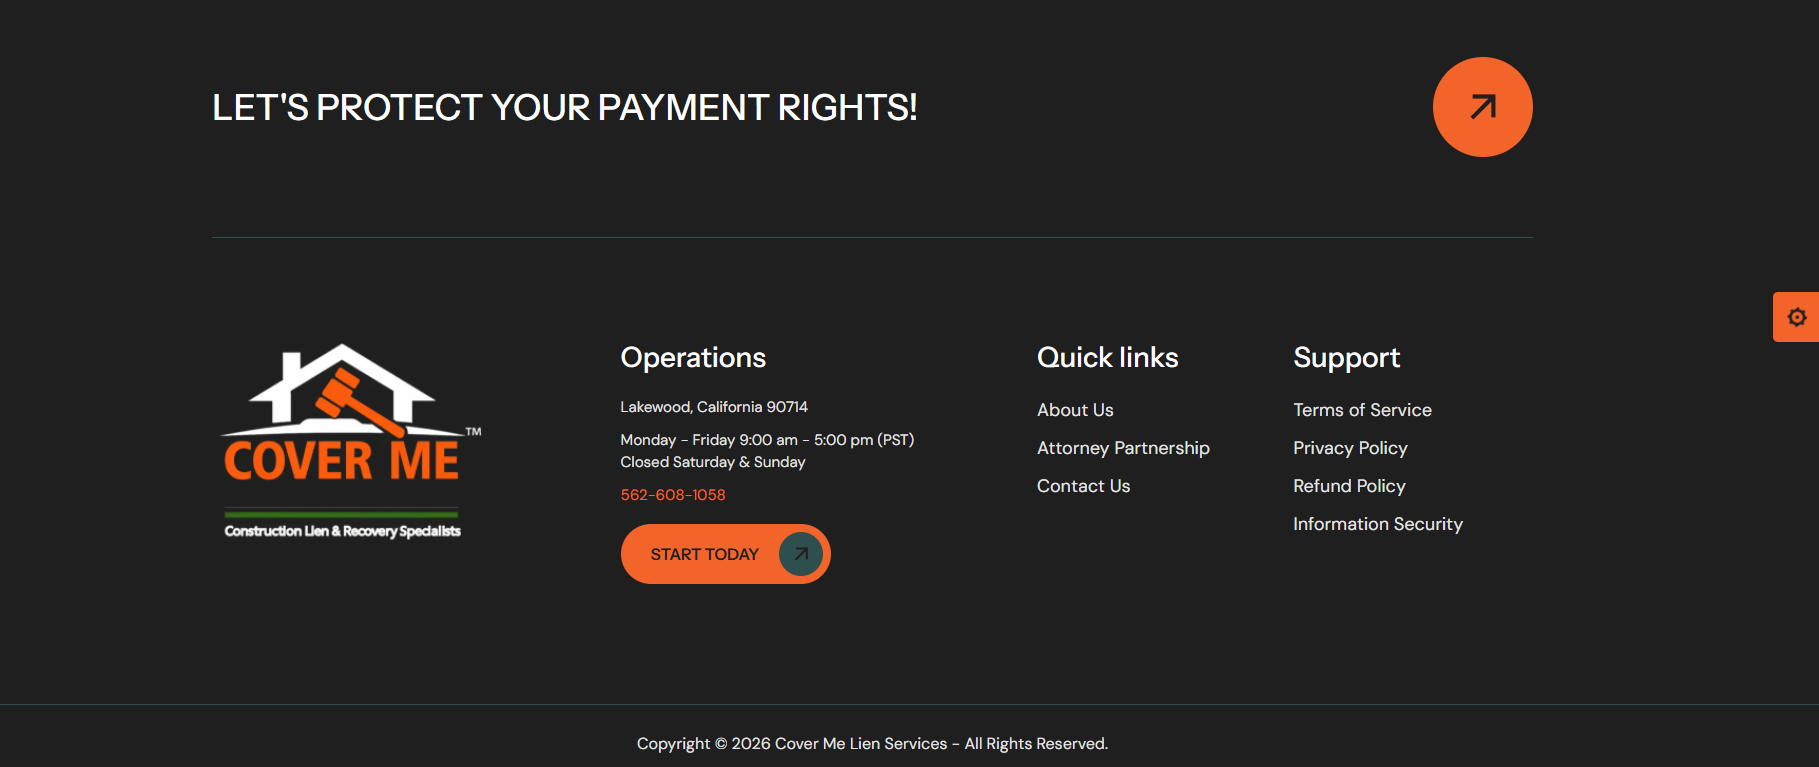 LET'S PROTECT YOUR PAYMENT RIGHTS!
COVER ME™
Construction Lien & Recovery Specialists
Operations
Lakewood, California 90714
Monday - Friday 9:00 am - 5:00 pm (PST)
Closed Saturday & Sunday
562-608-1058
START TODAY
Quick links
About Us
Attorney Partnership
Contact Us
Support
Terms of Service
Privacy Policy
Refund Policy
Information Security
Copyright © 2026 Cover Me Lien Services - All Rights Reserved.